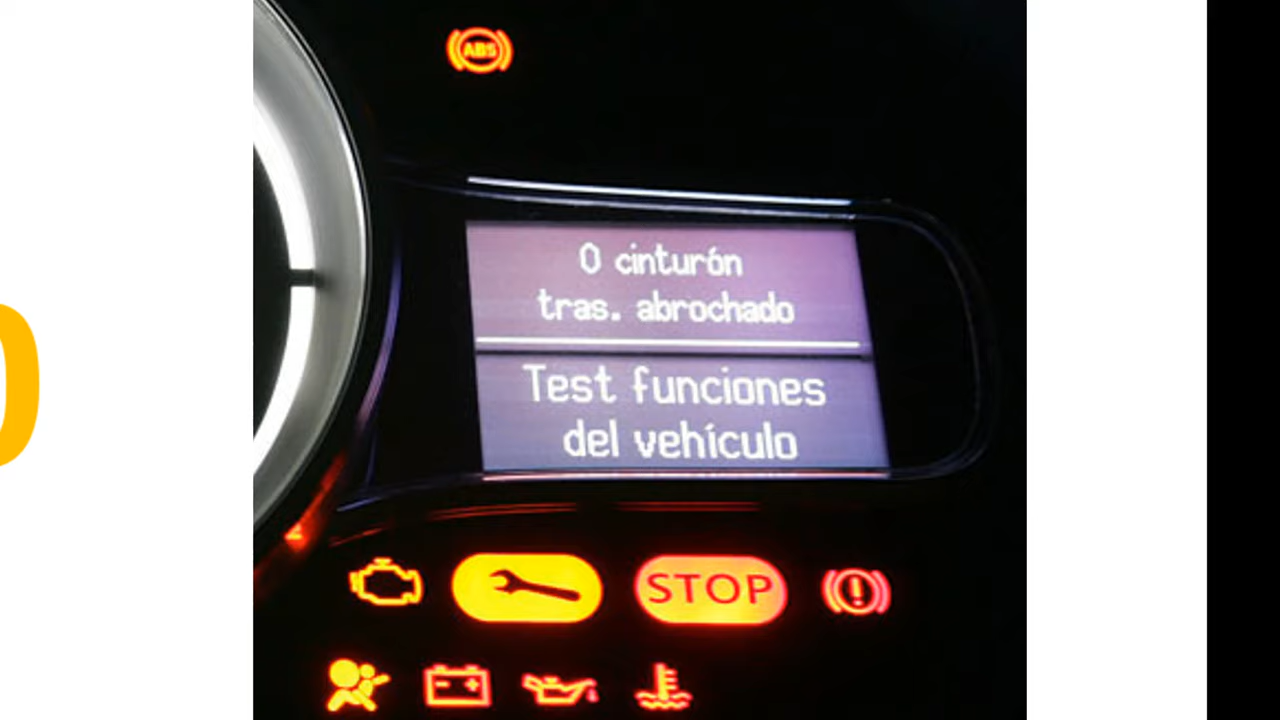 ABS
0 cinturón
tras. abrochado
Test funciones
del vehículo
STOP